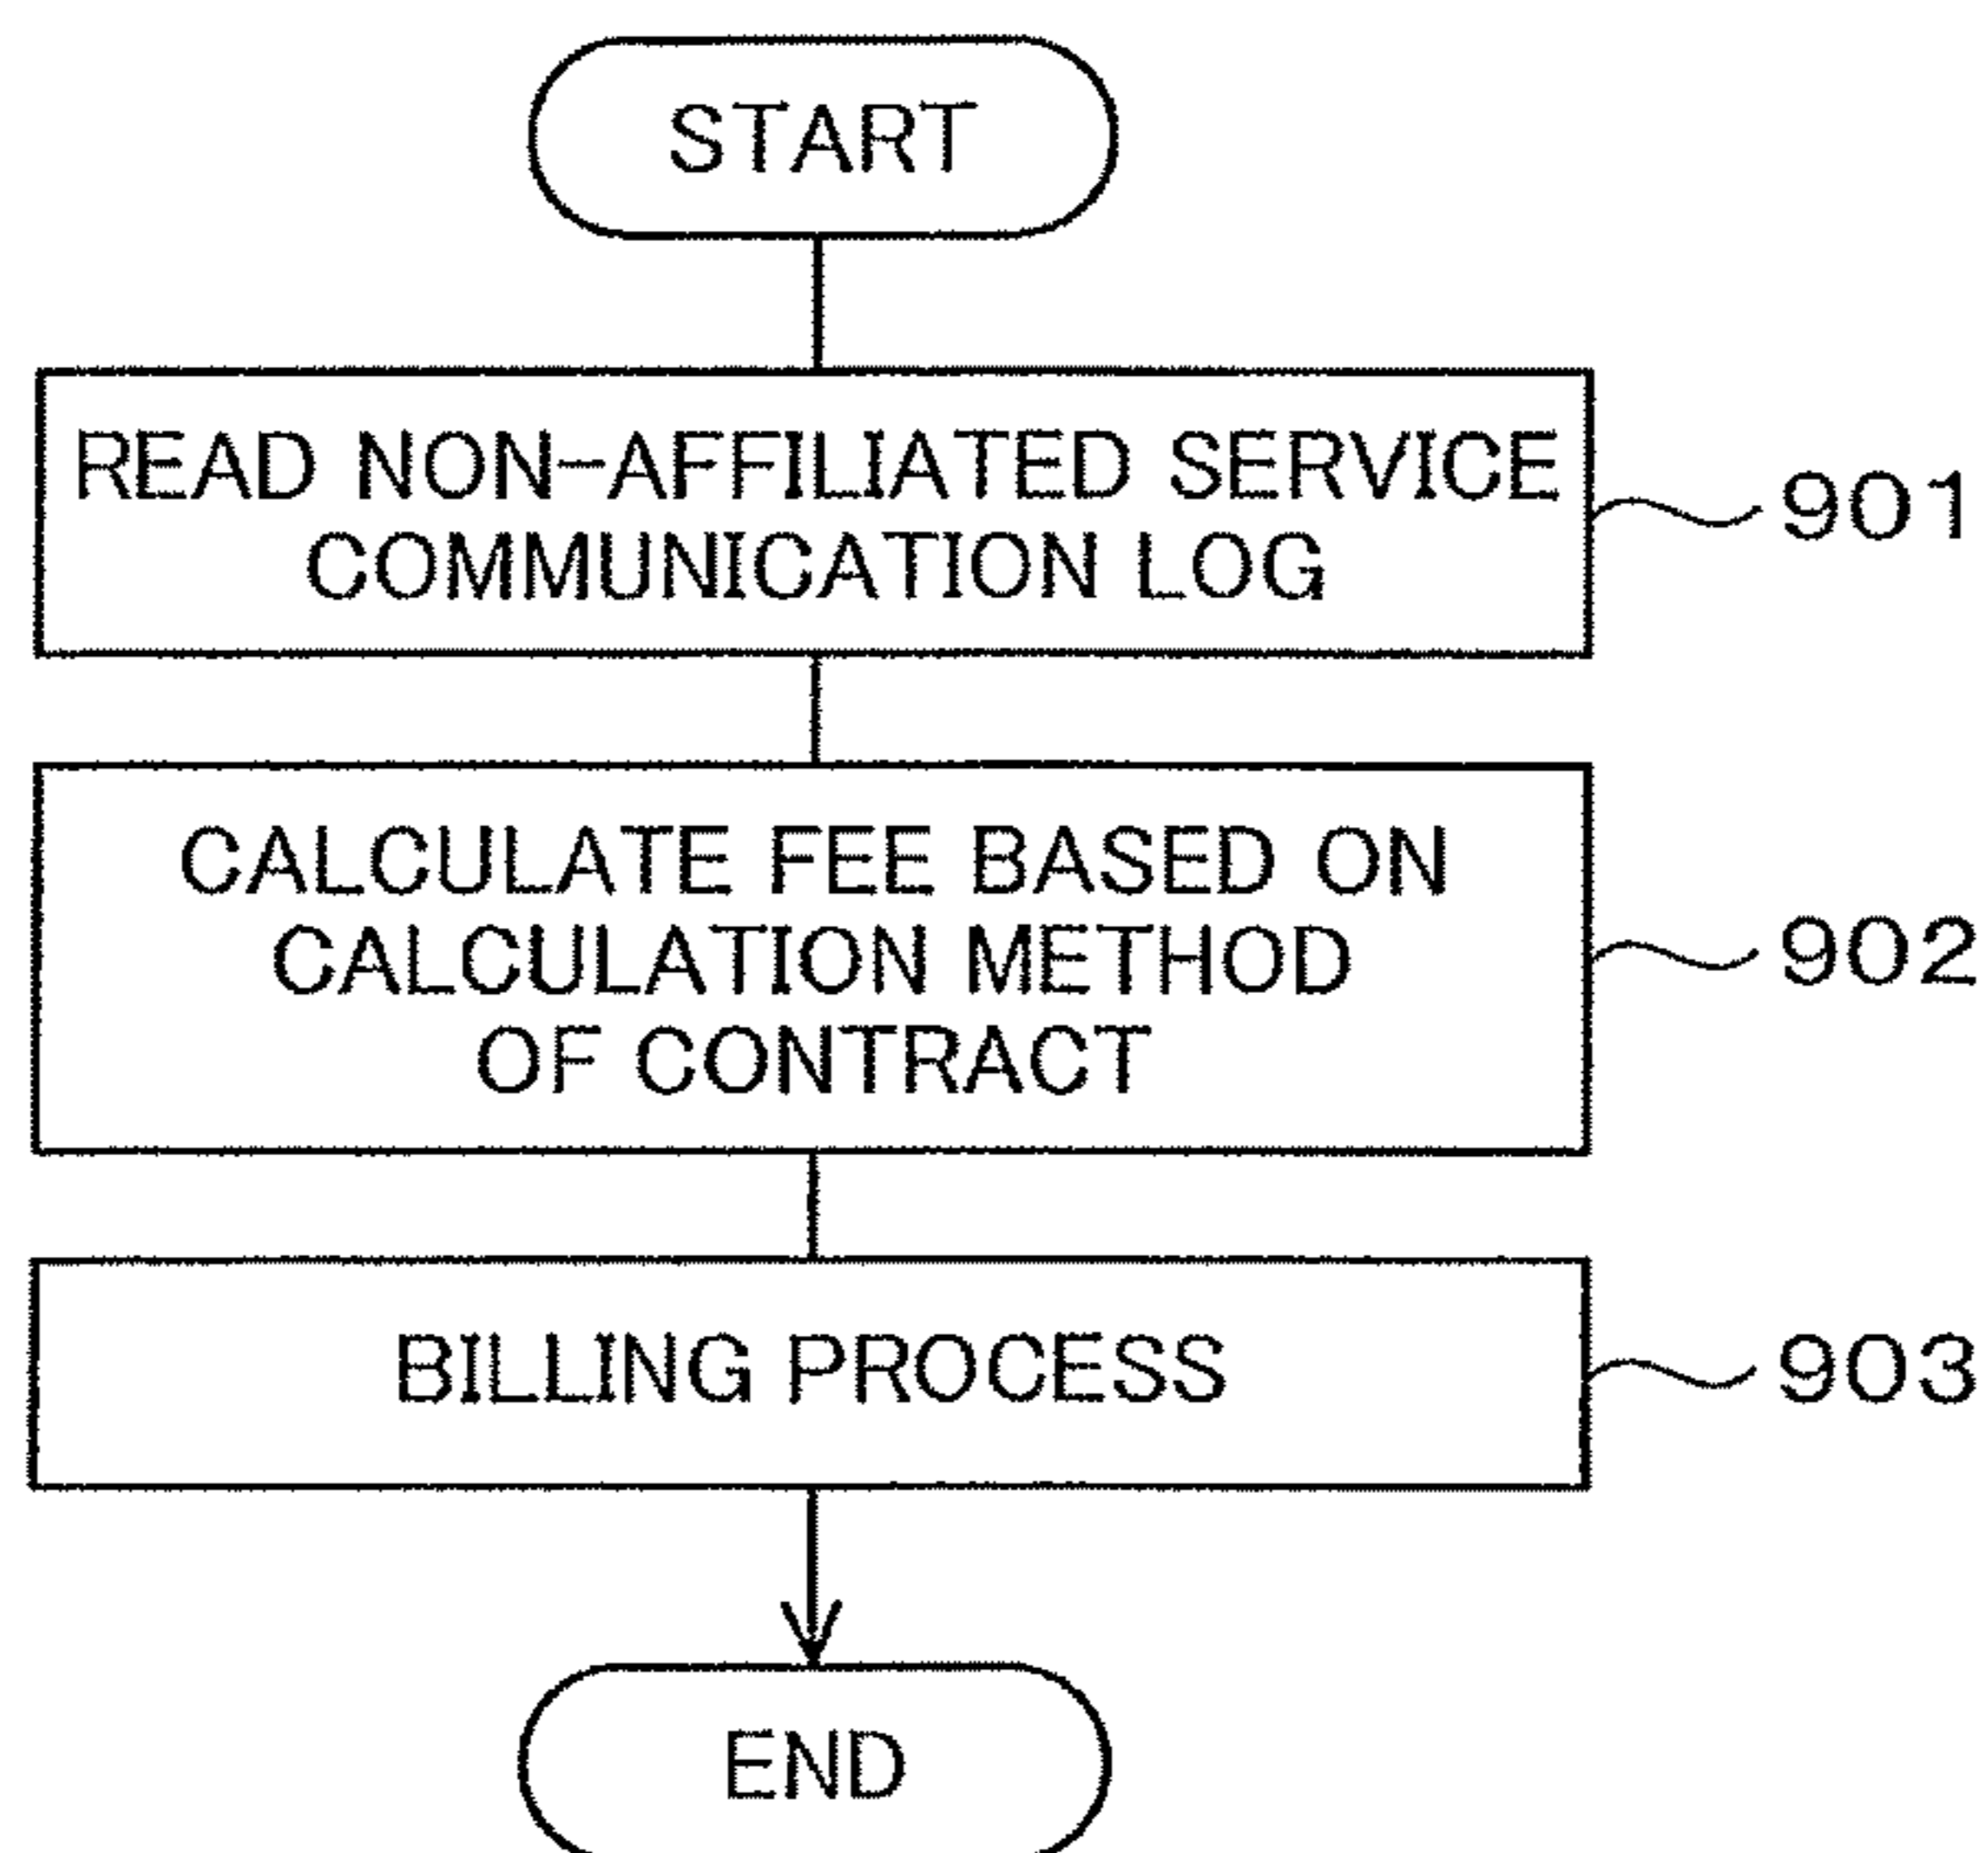 START
READ NON-AFFILIATED SERVICE
COMMUNICATION LOG
901
CALCULATE FEE BASED ON
CALCULATION METHOD
OF CONTRACT
902
BILLING PROCESS
903
END